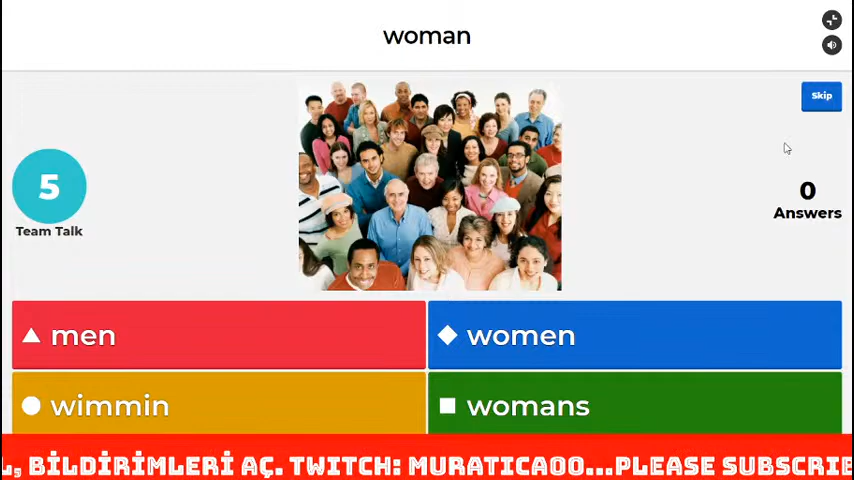 woman
Skip
5
Team Talk
0
Answers
men
women
wimmin
womans
L, BİLDİRİMLERİ AÇ. TWITCH: MURATICA00...PLEASE SUBSCRIBE